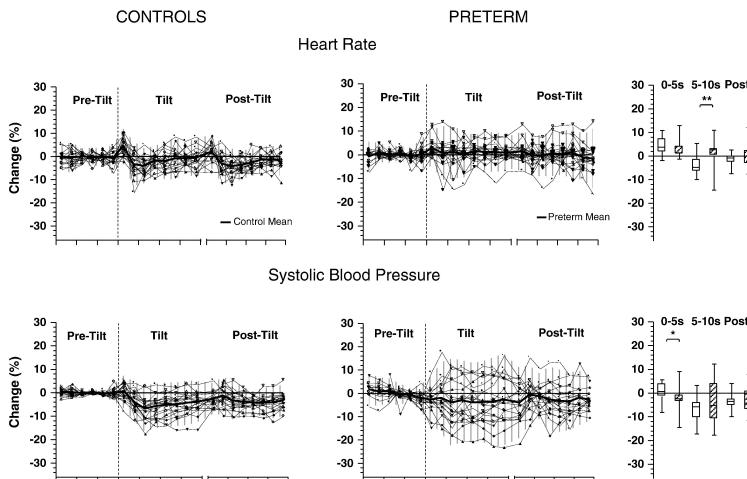 CONTROLS PRETERM
Heart Rate
30 30 30
20 20 20
10 10 10
0 0 0
-10 -10 -10
-20 -20 -20
-30 -30 -30
Change (%)
Pre-Tilt Tilt Post-Tilt
Control Mean
Pre-Tilt Tilt Post-Tilt
Preterm Mean
0-5s 5-10s Post
**
Systolic Blood Pressure
30 30 30
20 20 20
10 10 10
0 0 0
-10 -10 -10
-20 -20 -20
-30 -30 -30
Change (%)
Pre-Tilt Tilt Post-Tilt
Pre-Tilt Tilt Post-Tilt
0-5s 5-10s Post
*